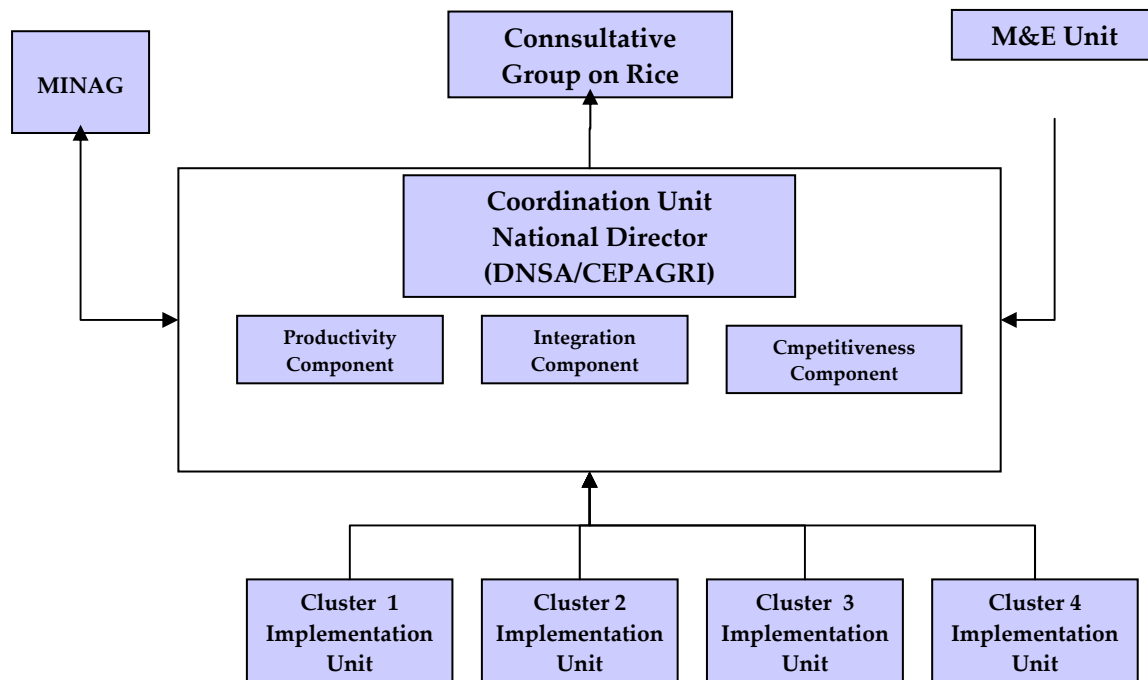 MINAG
Connsultative
Group on Rice
M&E Unit
Coordination Unit
National Director
(DNSA/CEPAGRI)
Productivity
Component
Integration
Component
Cmpetitiveness
Component
Cluster 1
Implementation
Unit
Cluster 2
Implementation
Unit
Cluster 3
Implementation
Unit
Cluster 4
Implementation
Unit